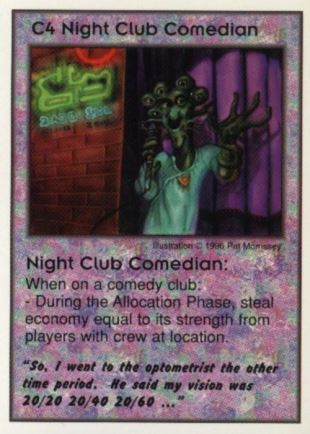 C4 Night Club Comedian
Illustration © 1996 Pat Morrissey
Night Club Comedian:
When on a comedy club:
- During the Allocation Phase, steal
economy equal to its strength from
players with crew at location.
"So, I went to the optometrist the other
time period. He said my vision was
20/20 20/40 20/60 ..."